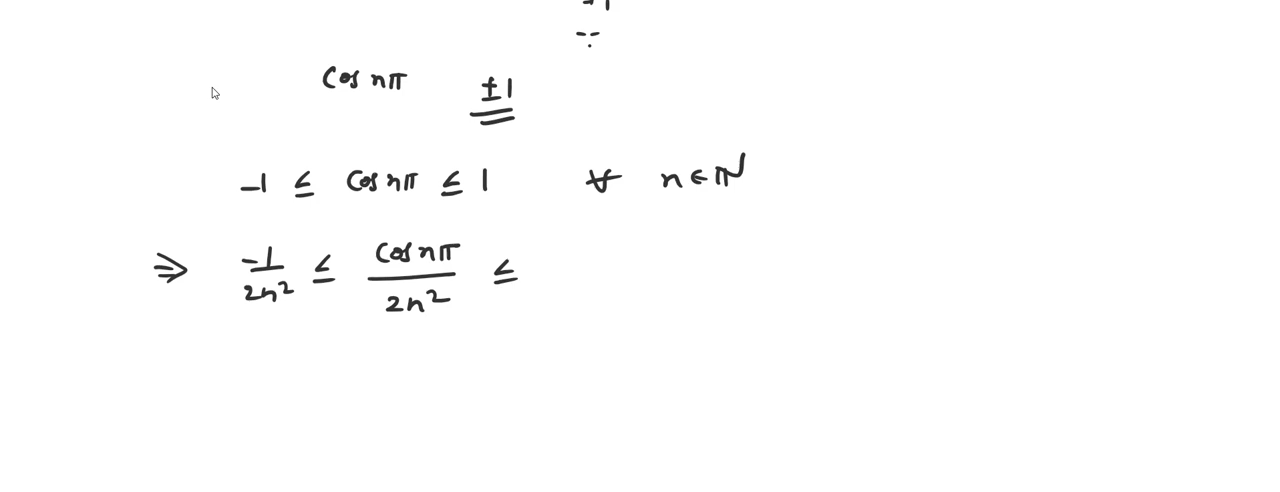 Cos nπ ±1
-1 ≤ Cos nπ ≤ 1 ∀ n ∈ ℕ
⇒ -1/2n² ≤ Cos nπ/2n² ≤